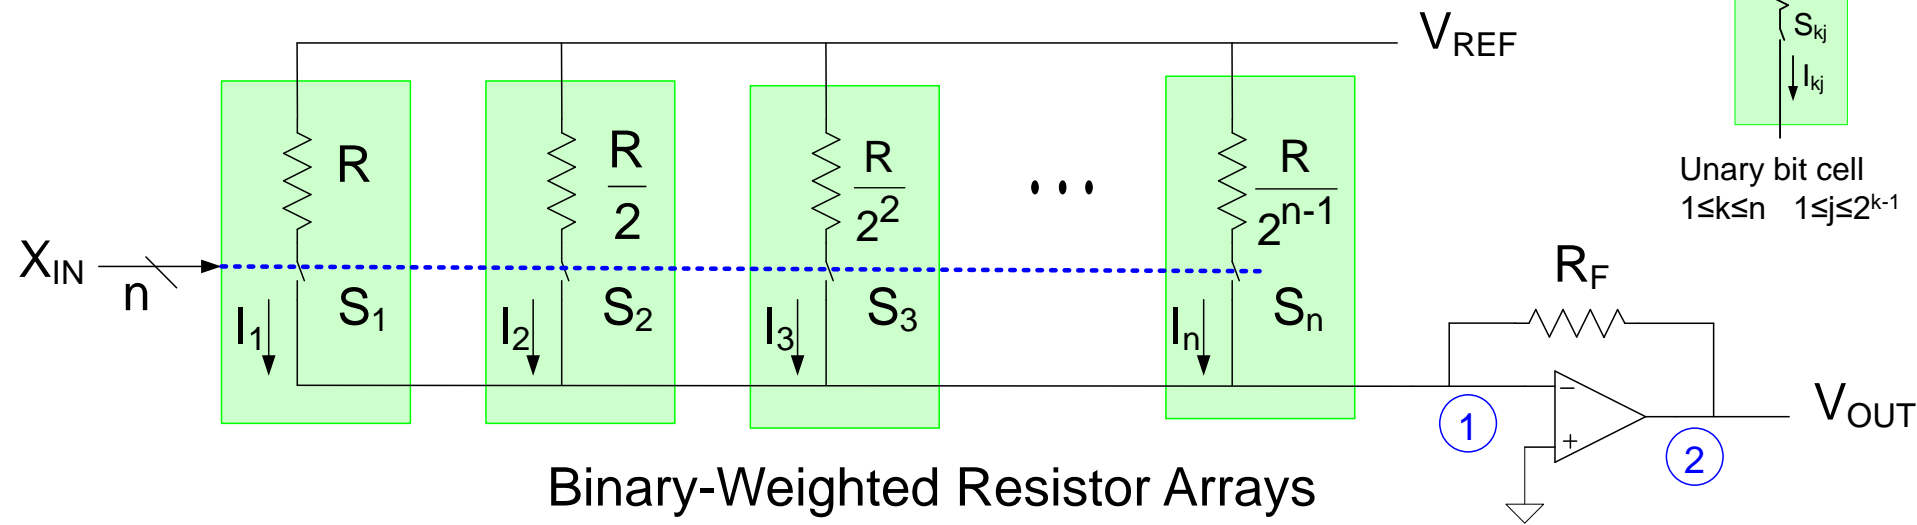 V_REF
S_kj
I_kj
Unary bit cell
1≤k≤n 1≤j≤2^{k-1}
R
R/2
R/2^2
• • •
R/2^{n-1}
X_IN
n
I_1
S_1
I_2
S_2
I_3
S_3
I_n
S_n
R_F
−
+
1
2
V_OUT
Binary-Weighted Resistor Arrays